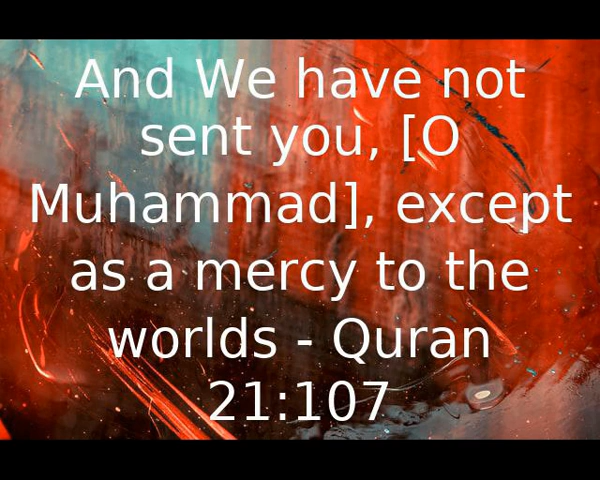 And We have not
sent you, [O
Muhammad], except
as a mercy to the
worlds - Quran
21:107